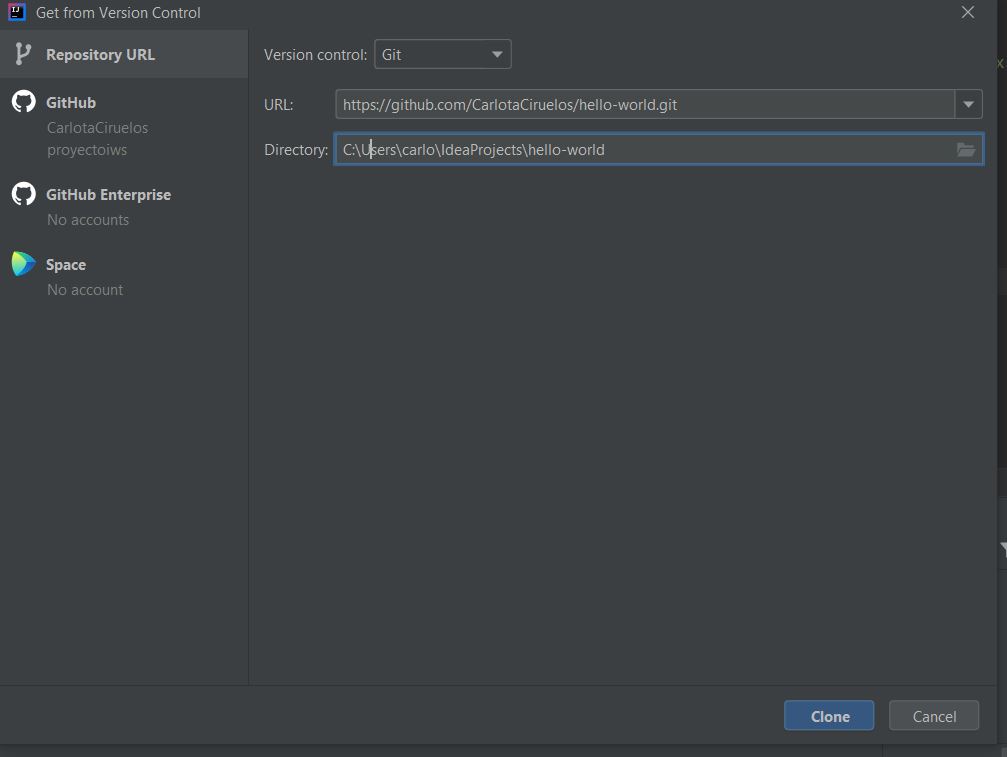 Get from Version Control
Repository URL
GitHub
CarlotaCiruelos
proyectoiws
GitHub Enterprise
No accounts
Space
No account
Version control: Git
URL: https://github.com/CarlotaCiruelos/hello-world.git
Directory: C:\Users\carlo\IdeaProjects\hello-world
Clone Cancel